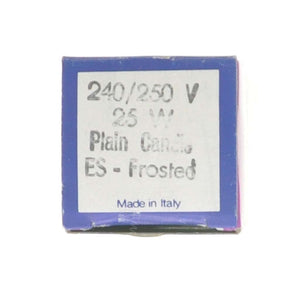 240/250 V
25 W
Plain Candle
ES - Frosted
Made in Italy